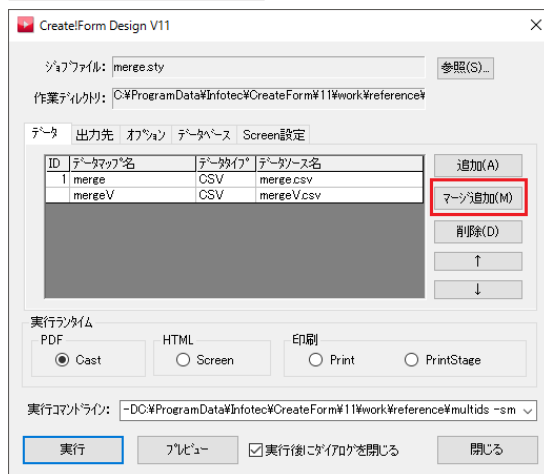 Create!Form Design V11
ジョブファイル: merge.sty 参照(S)...
作業ディレクトリ: C:¥ProgramData¥Infotec¥CreateForm¥11¥work¥reference¥
データ 出力先 オプション データベース Screen設定
ID データマップ名 データタイプ データソース名
1 merge CSV merge.csv
mergeV CSV mergeV.csv
追加(A)
マージ追加(M)
削除(D)
↑
↓
実行ランタイム
PDF HTML 印刷
Cast Screen Print PrintStage
実行コマンドライン: -DC:¥ProgramData¥Infotec¥CreateForm¥11¥work¥reference¥multids -sm
実行 プレビュー 実行後にダイアログを閉じる 閉じる